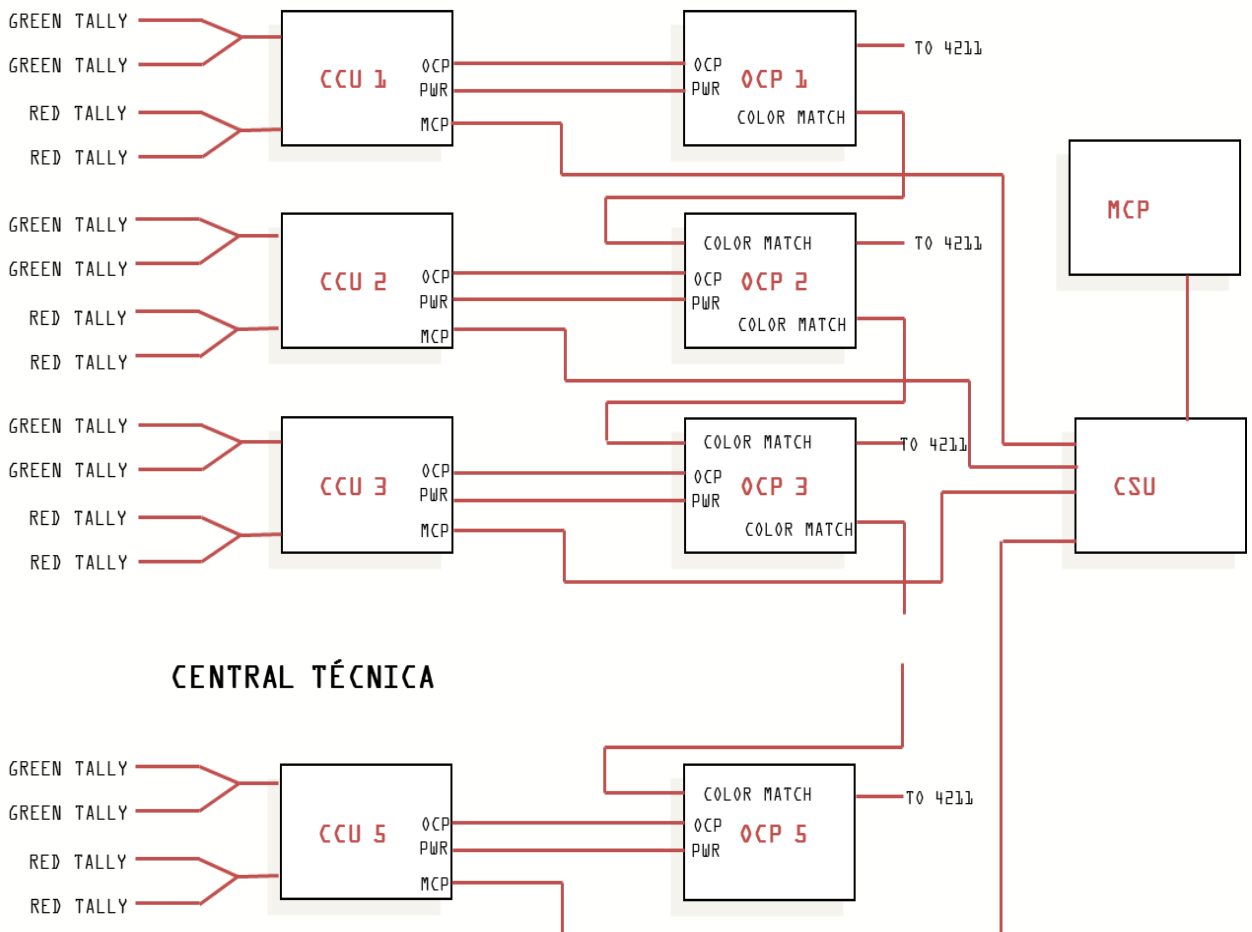 GREEN TALLY
GREEN TALLY
RED TALLY
RED TALLY
CCU 1
OCP
PWR
MCP
OCP
PWR
OCP 1
COLOR MATCH
TO 4211
GREEN TALLY
GREEN TALLY
RED TALLY
RED TALLY
CCU 2
OCP
PWR
MCP
COLOR MATCH
OCP
PWR
OCP 2
COLOR MATCH
TO 4211
MCP
GREEN TALLY
GREEN TALLY
RED TALLY
RED TALLY
CCU 3
OCP
PWR
MCP
COLOR MATCH
OCP
PWR
OCP 3
COLOR MATCH
TO 4211
CSU
CENTRAL TÉCNICA
GREEN TALLY
GREEN TALLY
RED TALLY
RED TALLY
CCU 5
OCP
PWR
MCP
COLOR MATCH
OCP
PWR
OCP 5
TO 4211